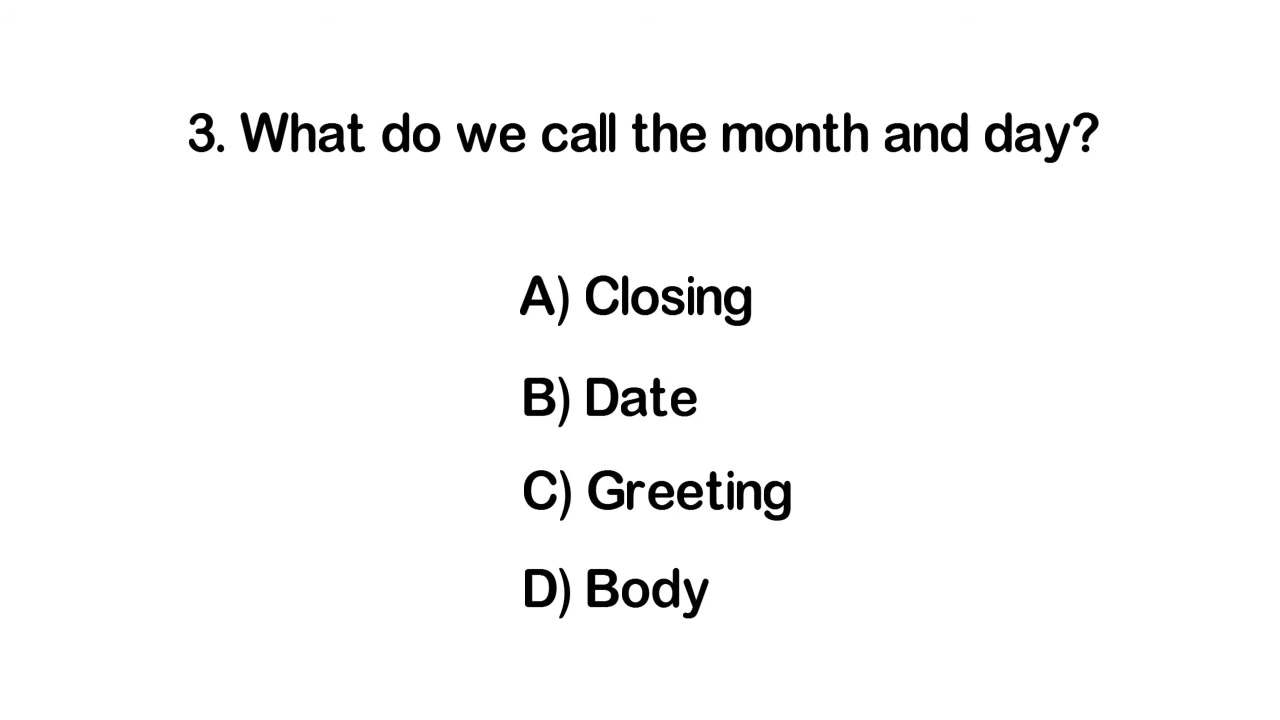 3. What do we call the month and day?
A) Closing
B) Date
C) Greeting
D) Body